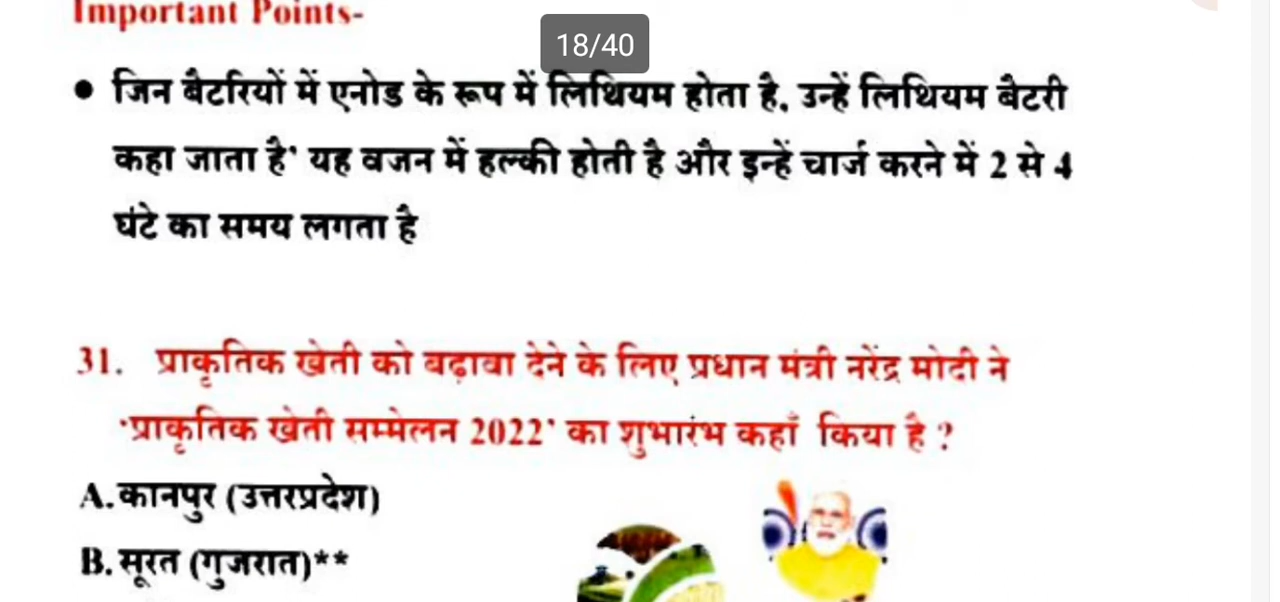 Important Points-
18/40
● जिन बैटरियों में एनोड के रूप में लिथियम होता है, उन्हें लिथियम बैटरी
कहा जाता है' यह वजन में हल्की होती है और इन्हें चार्ज करने में 2 से 4
घंटे का समय लगता है
31. प्राकृतिक खेती को बढ़ावा देने के लिए प्रधान मंत्री नरेंद्र मोदी ने
'प्राकृतिक खेती सम्मेलन 2022' का शुभारंभ कहाँ किया है ?
A.कानपुर (उत्तरप्रदेश)
B.सूरत (गुजरात)**